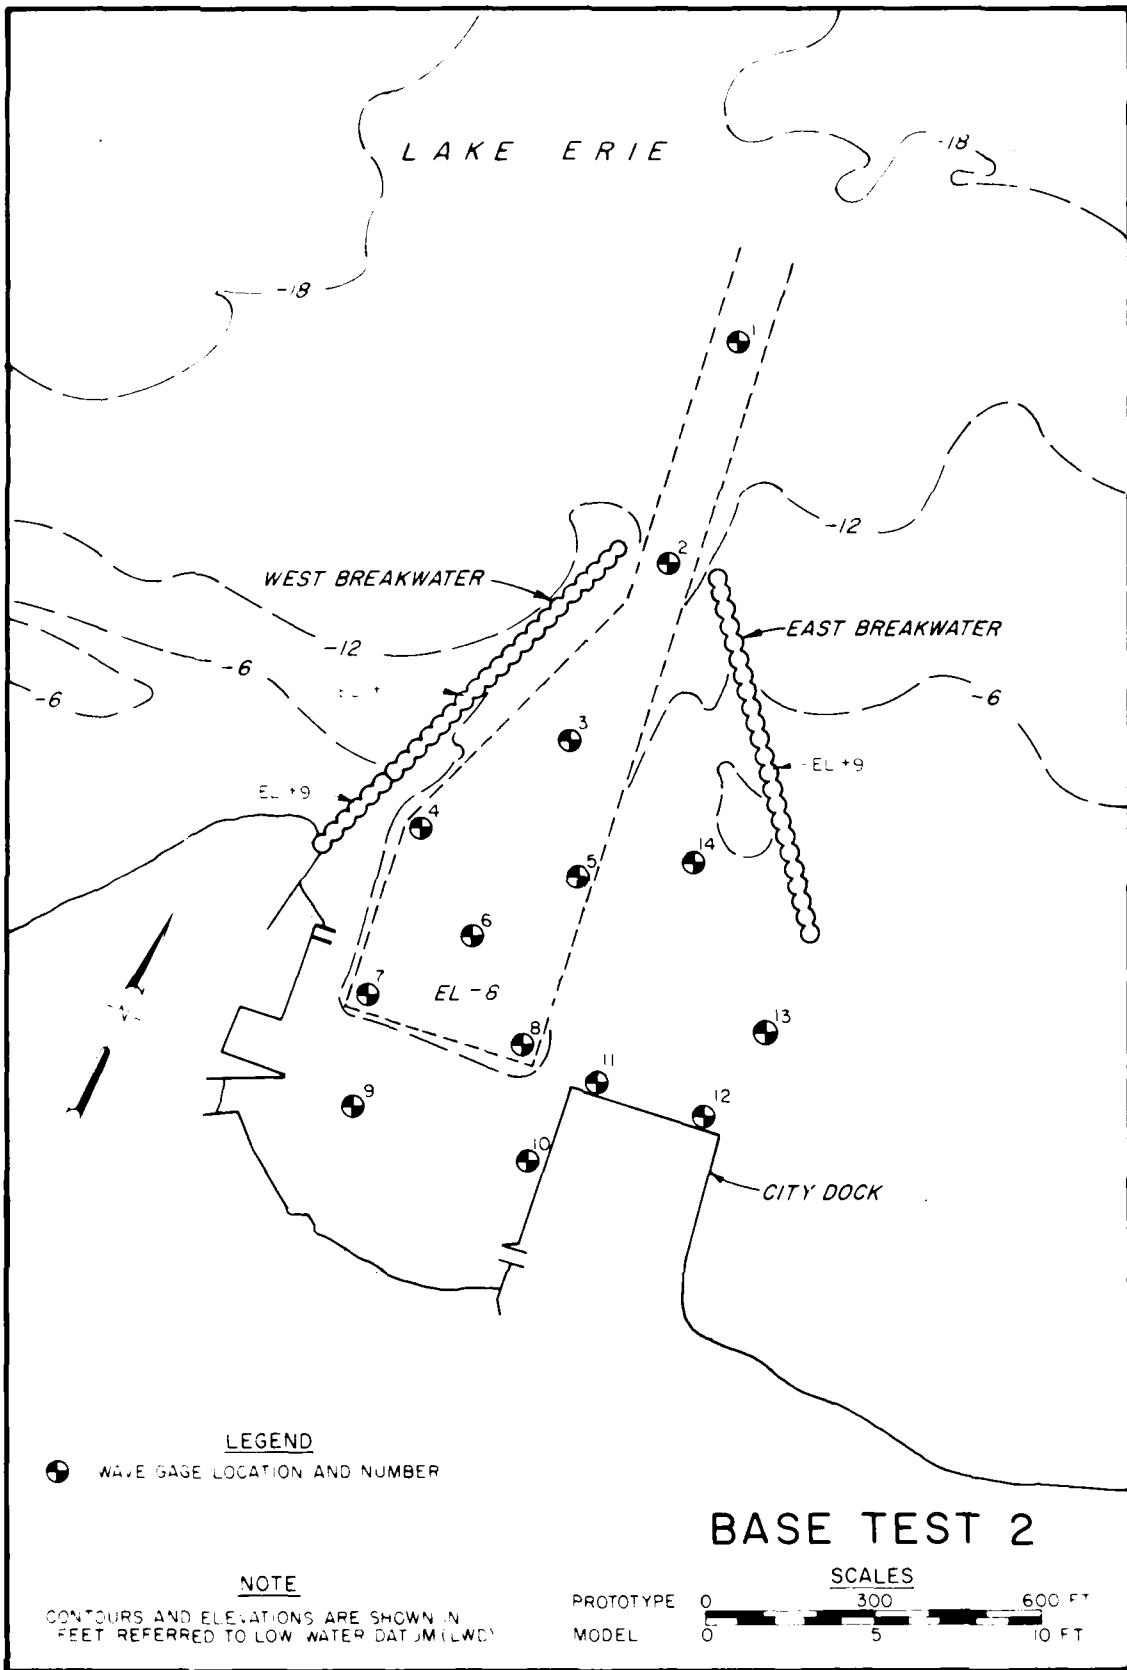 LAKE ERIE
-18
-18
1
2
-12
WEST BREAKWATER
EAST BREAKWATER
-12
-6
-6
-6
3
EL +9
EL +9
4
14
5
6
7
EL -6
8
13
11
9
12
10
CITY DOCK
LEGEND
WAVE GAGE LOCATION AND NUMBER
BASE TEST 2
NOTE
CONTOURS AND ELEVATIONS ARE SHOWN IN
FEET REFERRED TO LOW WATER DATUM (LWD)
SCALES
PROTOTYPE 0 300 600 FT
MODEL 0 5 10 FT